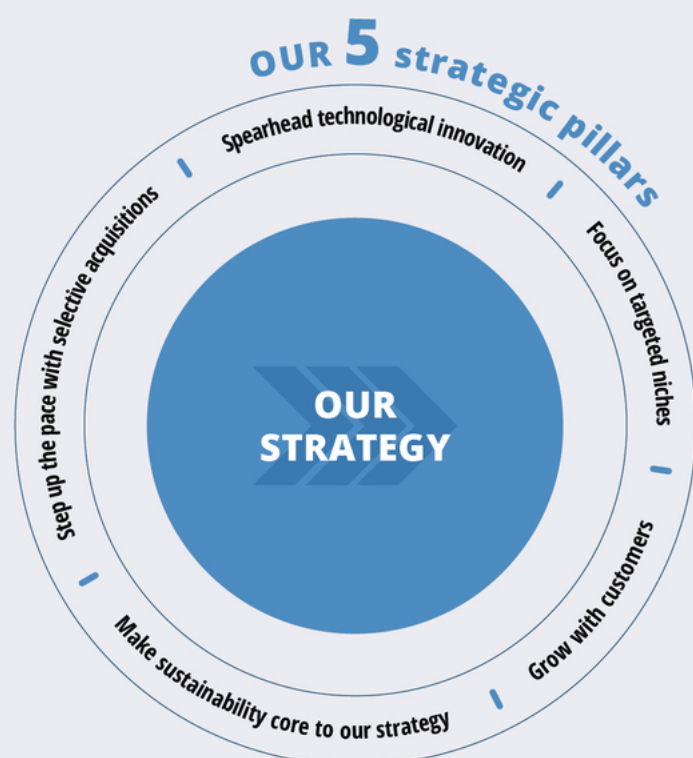 OUR 5 strategic pillars
Spearhead technological innovation
Focus on targeted niches
Grow with customers
Make sustainability core to our strategy
Step up the pace with selective acquisitions
OUR
STRATEGY